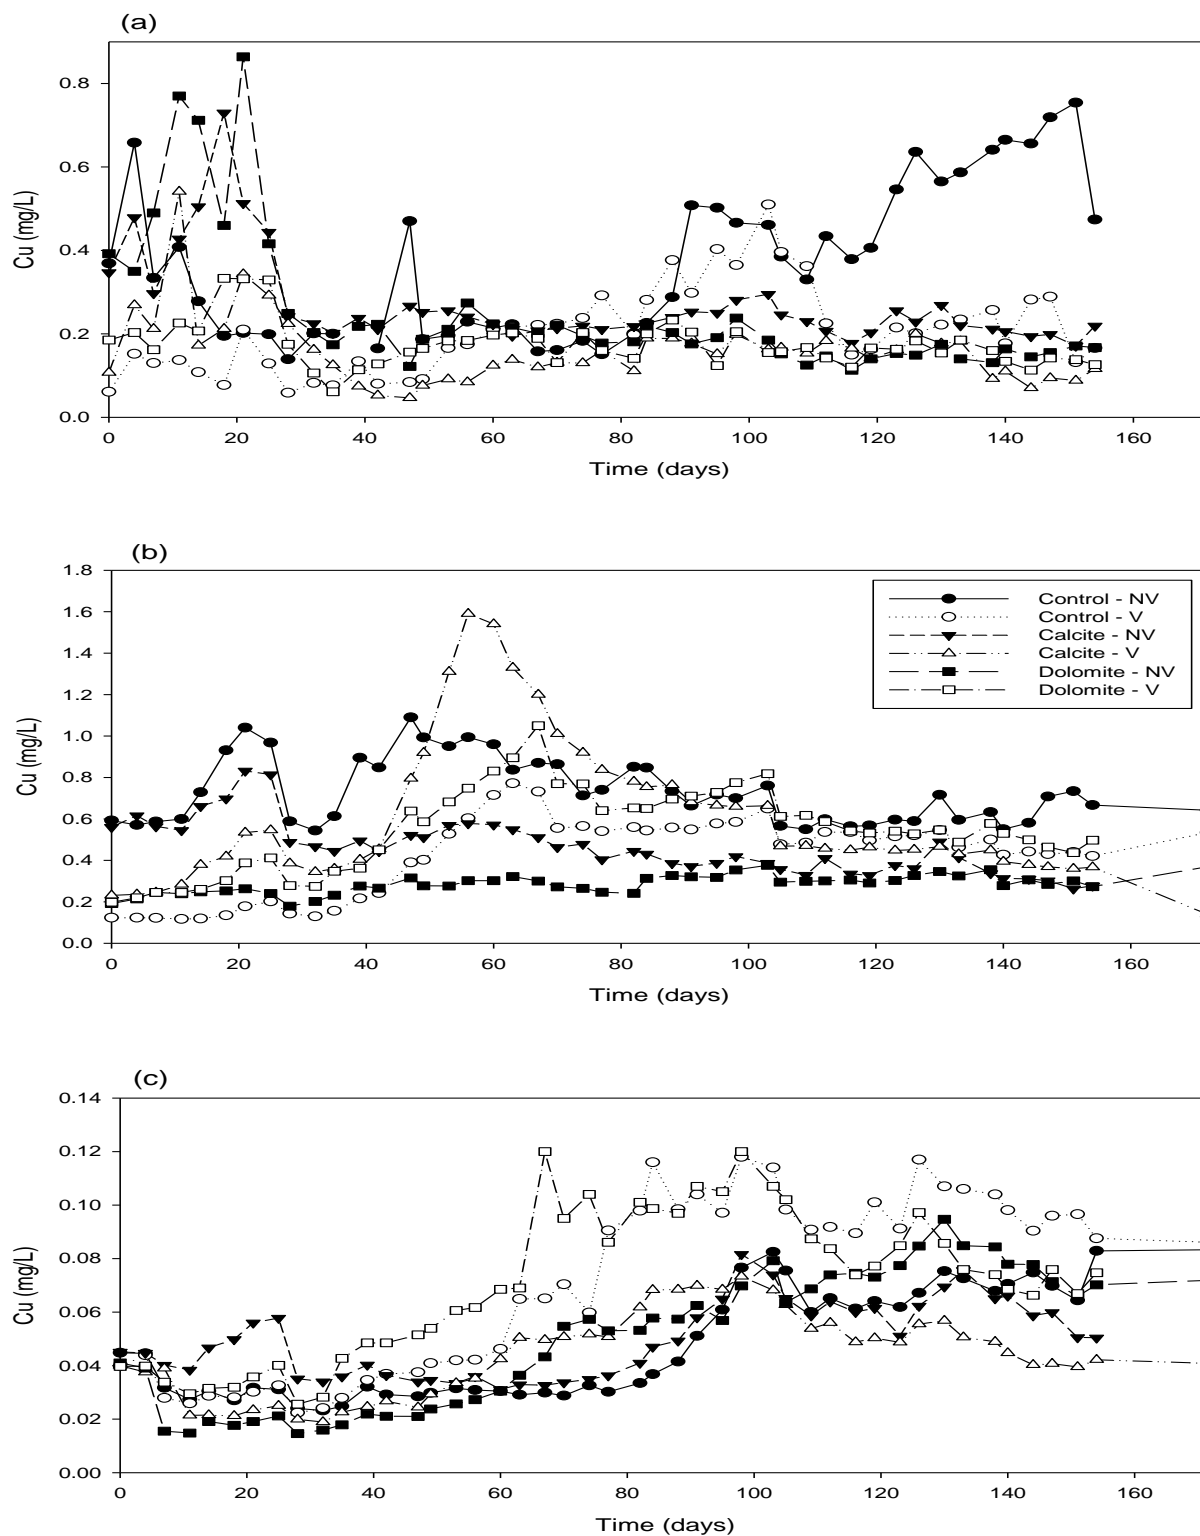 (a)
0.8
0.6
0.4
0.2
0.0
Cu (mg/L)
0 20 40 60 80 100 120 140 160
Time (days)
(b)
1.8
1.6
1.4
1.2
1.0
0.8
0.6
0.4
0.2
0.0
Cu (mg/L)
Control - NV
Control - V
Calcite - NV
Calcite - V
Dolomite - NV
Dolomite - V
0 20 40 60 80 100 120 140 160
Time (days)
(c)
0.14
0.12
0.10
0.08
0.06
0.04
0.02
0.00
Cu (mg/L)
0 20 40 60 80 100 120 140 160
Time (days)